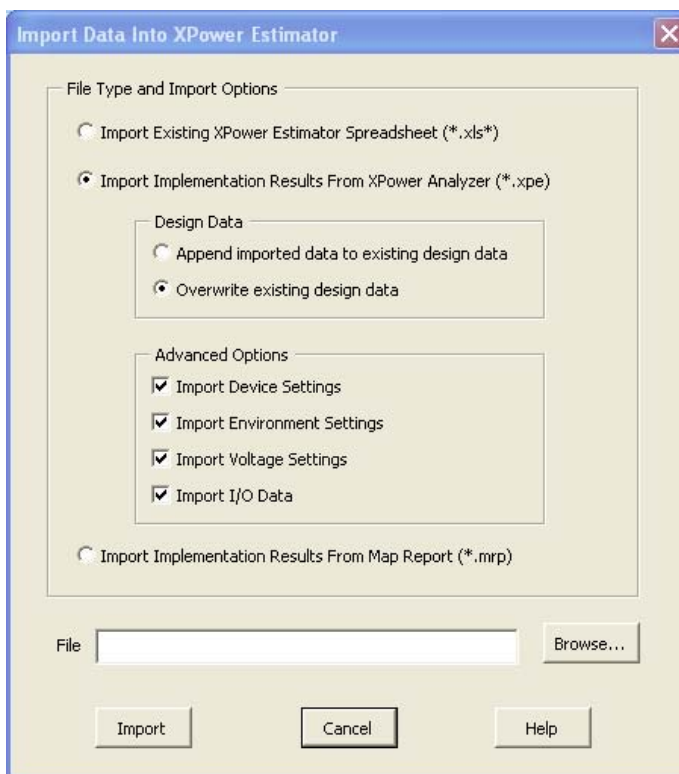 Import Data Into XPower Estimator
File Type and Import Options
Import Existing XPower Estimator Spreadsheet (*.xls*)
Import Implementation Results From XPower Analyzer (*.xpe)
Design Data
Append imported data to existing design data
Overwrite existing design data
Advanced Options
Import Device Settings
Import Environment Settings
Import Voltage Settings
Import I/O Data
Import Implementation Results From Map Report (*.mrp)
File
Browse...
Import
Cancel
Help